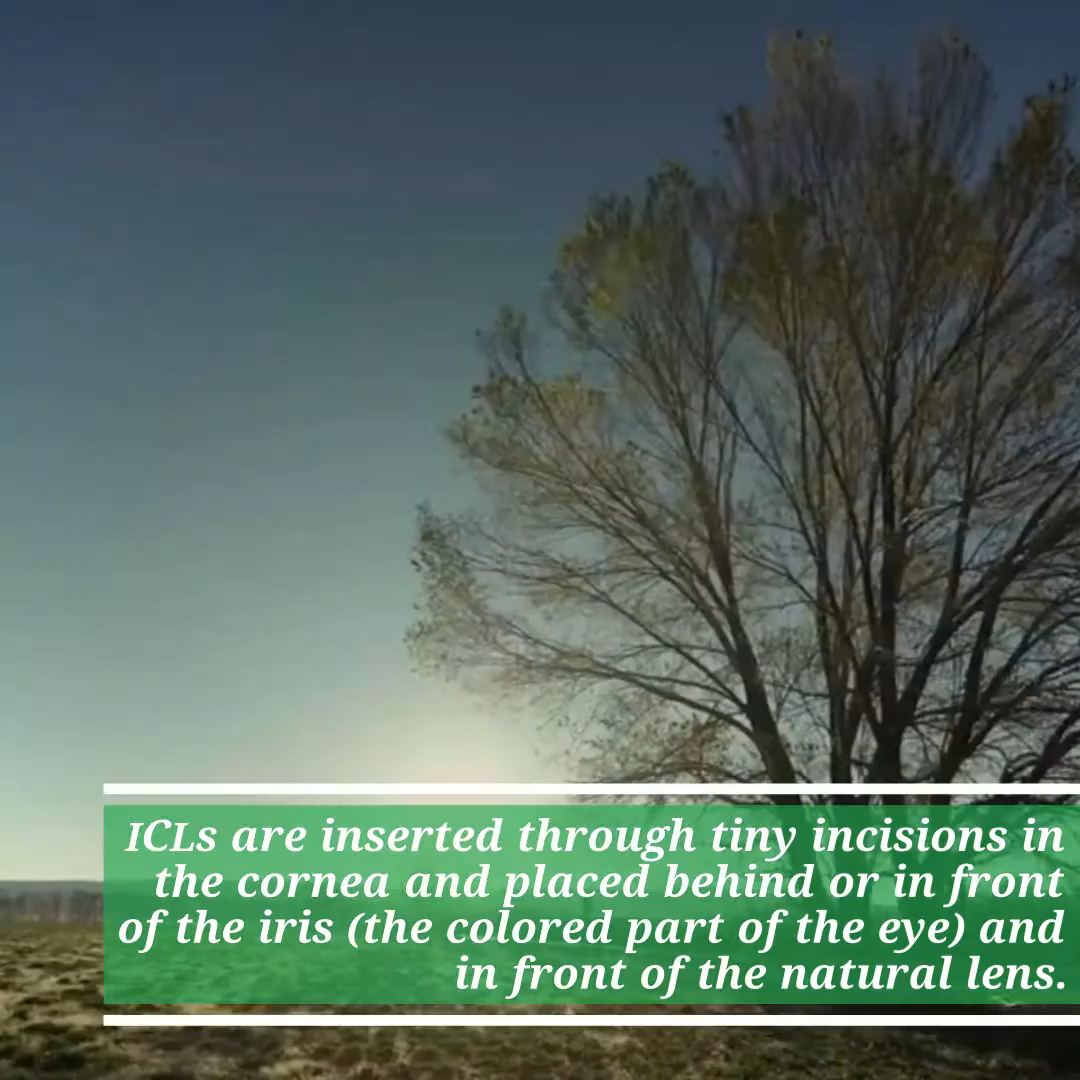 ICLs are inserted through tiny incisions in
the cornea and placed behind or in front
of the iris (the colored part of the eye) and
in front of the natural lens.